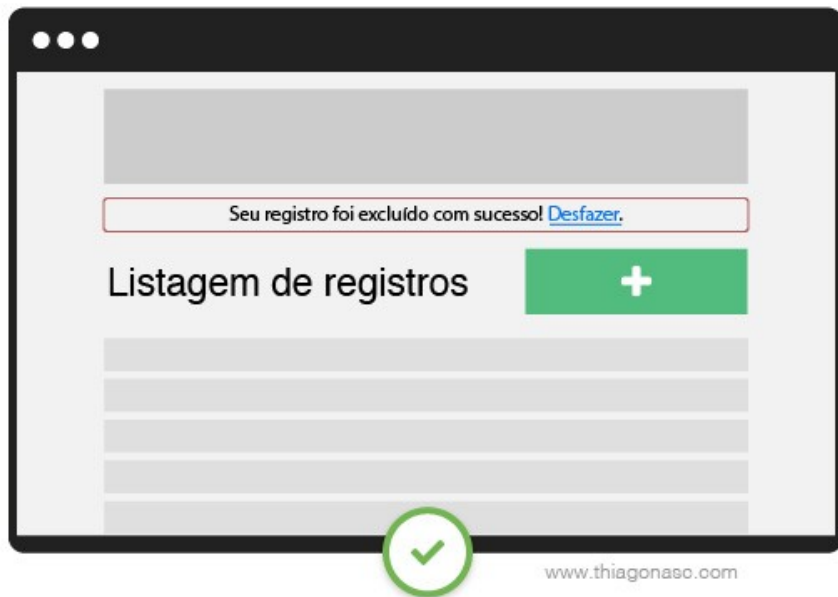 Seu registro foi excluído com sucesso! Desfazer.
Listagem de registros
www.thiagonasc.com